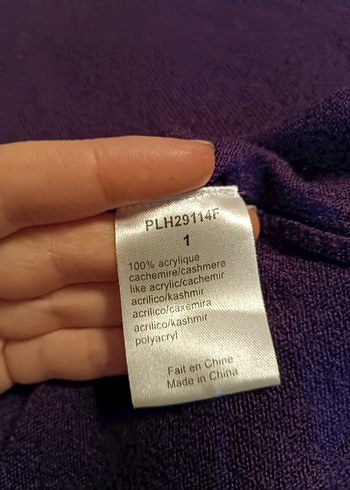 PLH29114F
1
100% acrylique
cachemire/cashmere
like acrylic/cachemir
acrilico/kashmir
acrilico/caxemira
acrilico/kashmir
polyacryl
Fait en Chine
Made in China